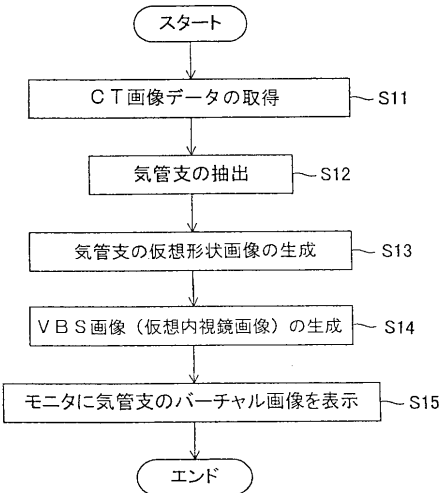 スタート
ＣＴ画像データの取得 S11
気管支の抽出 S12
気管支の仮想形状画像の生成 S13
ＶＢＳ画像（仮想内視鏡画像）の生成 S14
モニタに気管支のバーチャル画像を表示 S15
エンド